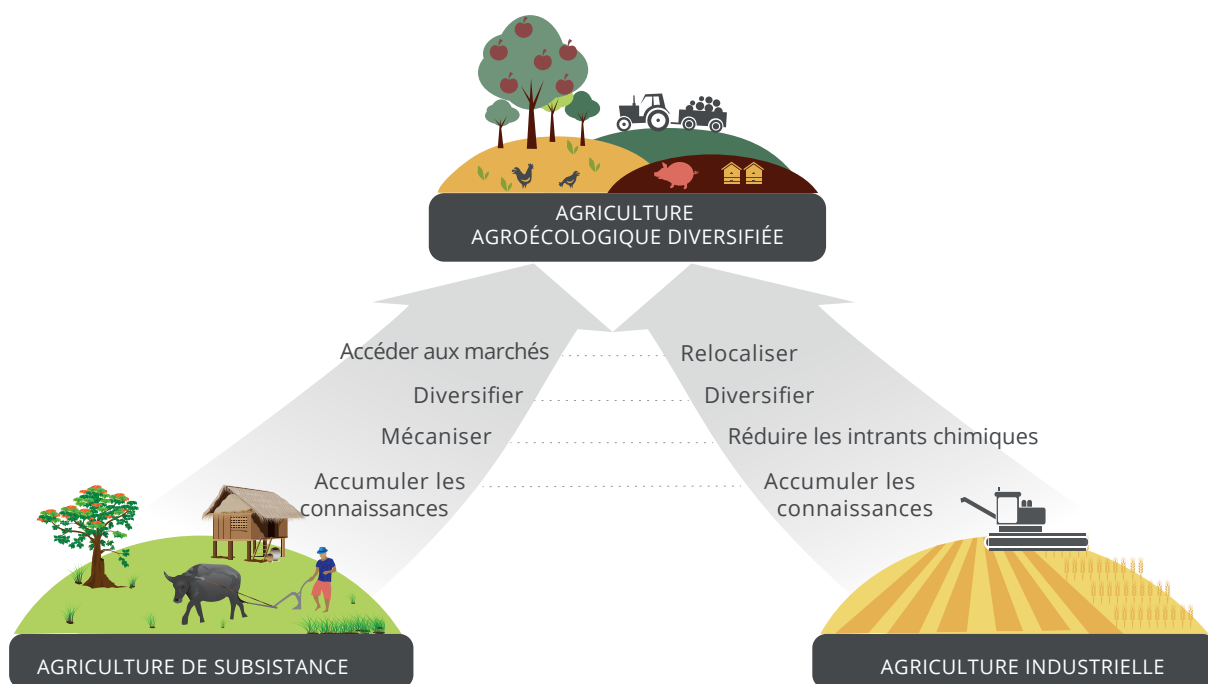 AGRICULTURE
AGROÉCOLOGIQUE DIVERSIFIÉE
Accéder aux marchés
Relocaliser
Diversifier
Diversifier
Mécaniser
Réduire les intrants chimiques
Accumuler les
connaissances
Accumuler les
connaissances
AGRICULTURE DE SUBSISTANCE
AGRICULTURE INDUSTRIELLE